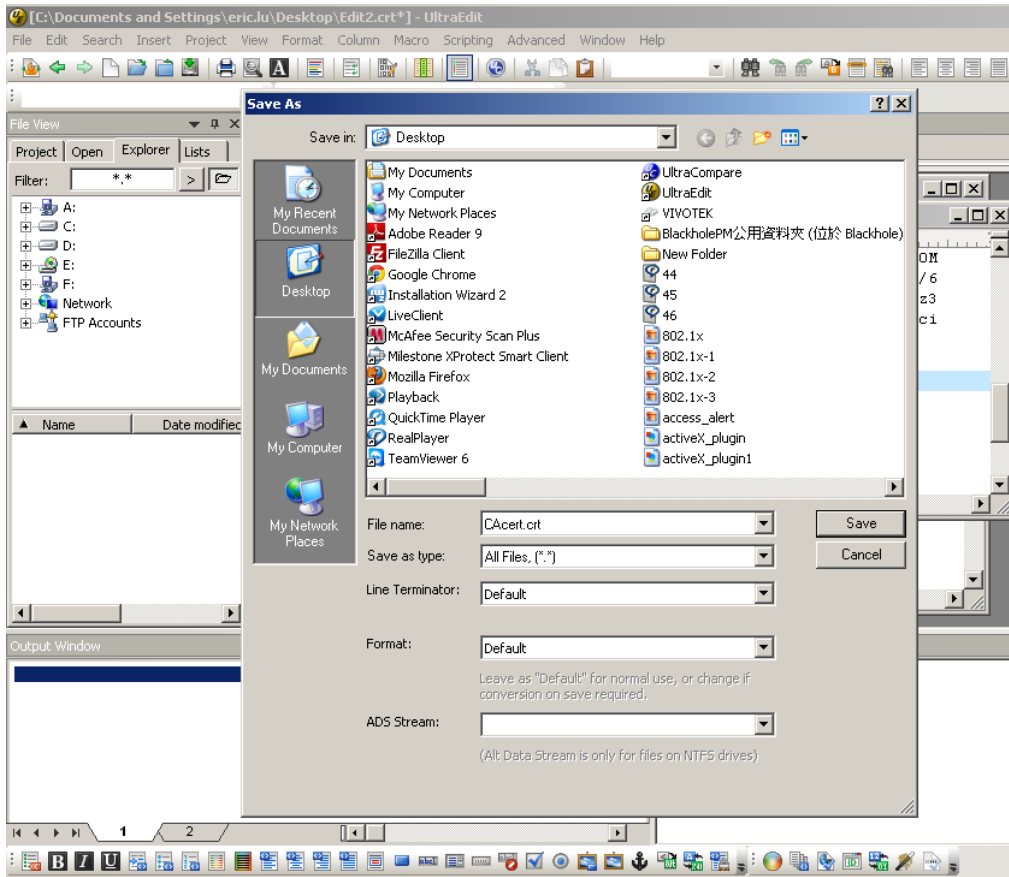 [C:\Documents and Settings\eric.lu\Desktop\Edit2.crt*] - UltraEdit
File Edit Search Insert Project View Format Column Macro Scripting Advanced Window Help
File View
Project Open Explorer Lists
Filter: *.* >
A:
C:
D:
E:
F:
Network
FTP Accounts
Name Date modified
Save As
Save in: Desktop
My Recent Documents
Desktop
My Documents
My Computer
My Network Places
My Documents
My Computer
My Network Places
Adobe Reader 9
FileZilla Client
Google Chrome
Installation Wizard 2
LiveClient
McAfee Security Scan Plus
Milestone XProtect Smart Client
Mozilla Firefox
Playback
QuickTime Player
RealPlayer
TeamViewer 6
UltraCompare
UltraEdit
VIVOTEK
BlackholePM公用資料夾 (位於 Blackhole)
New Folder
44
45
46
802.1x
802.1x-1
802.1x-2
802.1x-3
access_alert
activeX_plugin
activeX_plugin1
File name: CAcert.crt Save
Save as type: All Files, (*.*) Cancel
Line Terminator: Default
Format: Default
Leave as "Default" for normal use, or change if
conversion on save required.
ADS Stream:
(Alt Data Stream is only for files on NTFS drives)
OM
/6
z3
ci
Output Window
1 2
B I U